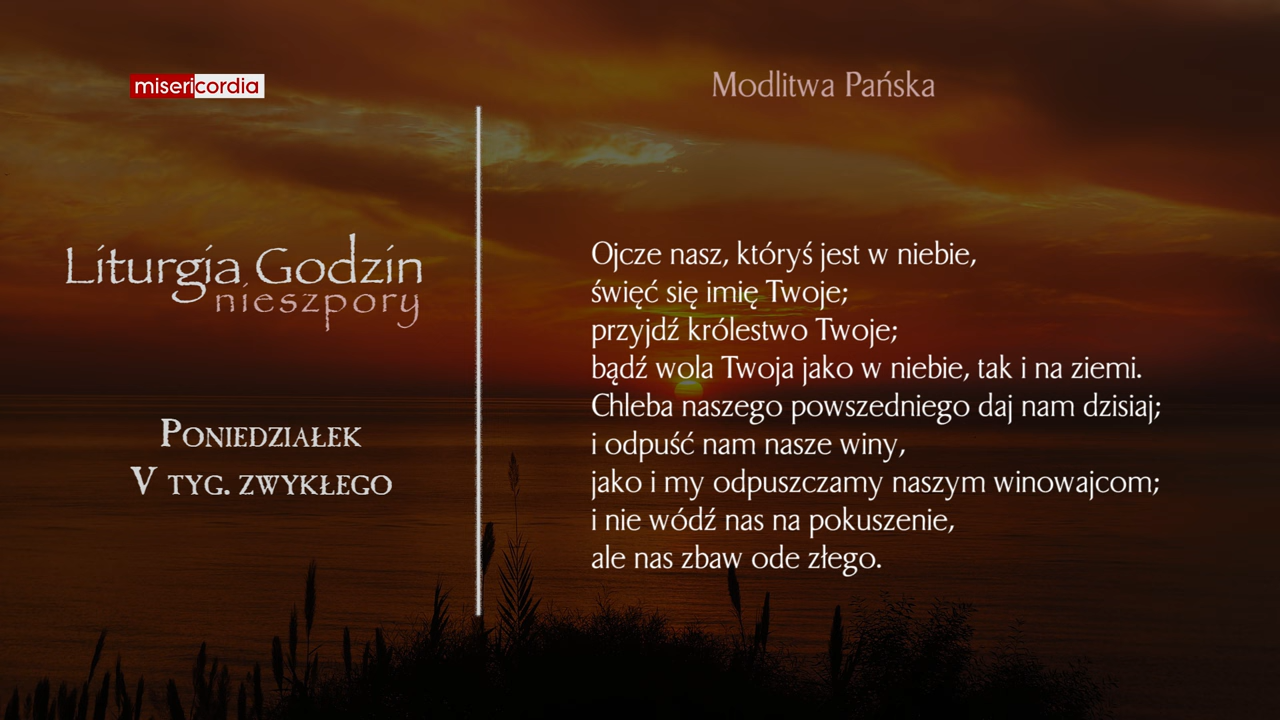 misericordia
Liturgia Godzin
nieszpory
Poniedziałek
V tyg. zwykłego
Modlitwa Pańska
Ojcze nasz, któryś jest w niebie,
święć się imię Twoje;
przyjdź królestwo Twoje;
bądź wola Twoja jako w niebie, tak i na ziemi.
Chleba naszego powszedniego daj nam dzisiaj;
i odpuść nam nasze winy,
jako i my odpuszczamy naszym winowajcom;
i nie wódź nas na pokuszenie,
ale nas zbaw ode złego.